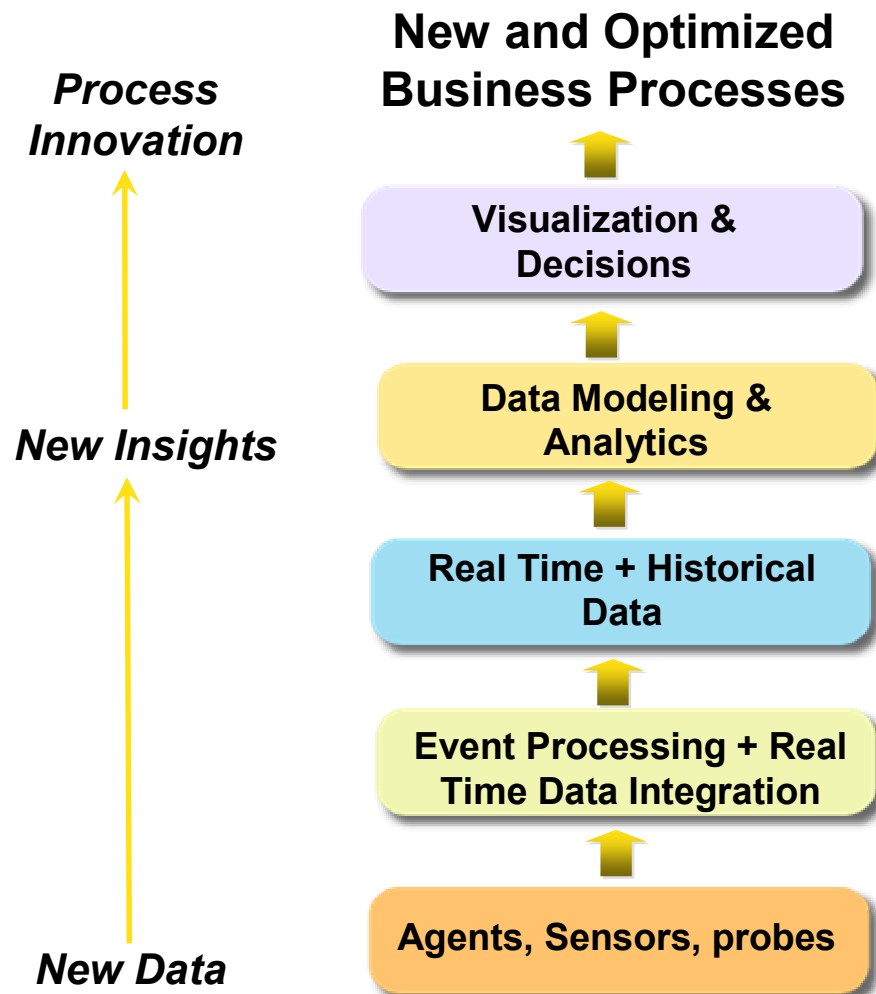 New and Optimized
Business Processes
Process
Innovation
Visualization &
Decisions
Data Modeling &
Analytics
New Insights
Real Time + Historical
Data
Event Processing + Real
Time Data Integration
Agents, Sensors, probes
New Data